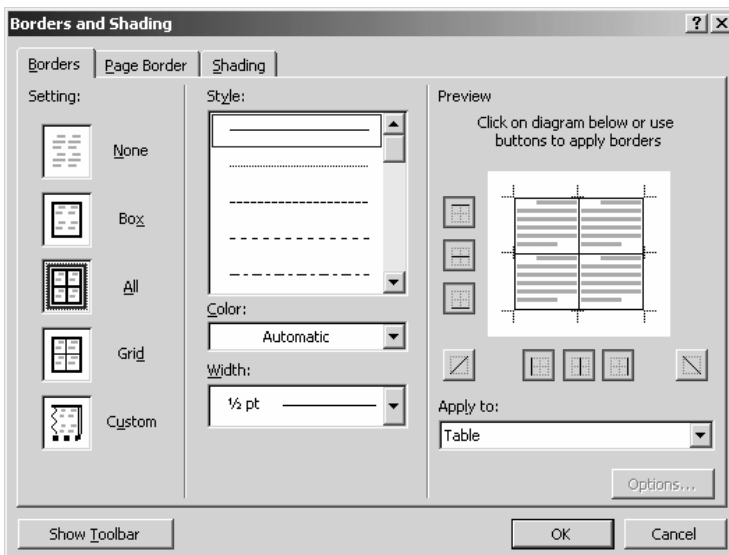 Borders and Shading
Borders
Page Border
Shading
Setting:
None
Box
All
Grid
Custom
Style:
Color:
Automatic
Width:
½ pt
Preview
Click on diagram below or use
buttons to apply borders
Apply to:
Table
Options...
Show Toolbar
OK
Cancel